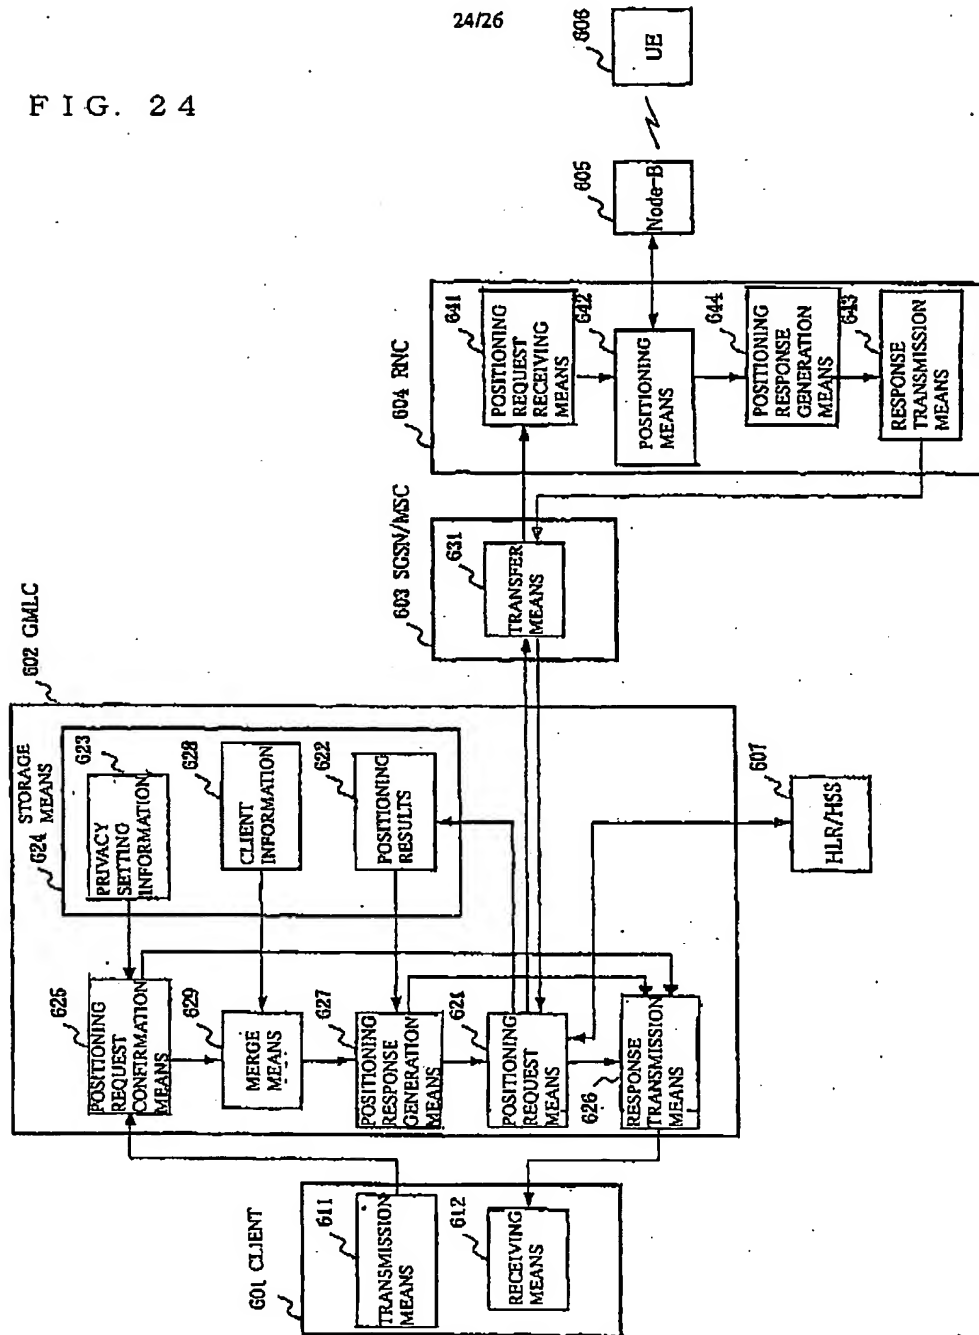 24/26
FIG. 24
601 CLIENT
611
TRANSMISSION
MEANS
612
RECEIVING
MEANS
602 GMLC
625
POSITIONING
REQUEST
CONFIRMATION
MEANS
629
MERGE
MEANS
627
POSITIONING
RESPONSE
GENERATION
MEANS
621
POSITIONING
REQUEST
MEANS
626
RESPONSE
TRANSMISSION
MEANS
STORAGE
624 MEANS
623
PRIVACY
SETTING
INFORMATION
628
CLIENT
INFORMATION
622
POSITIONING
RESULTS
607
HLR/HSS
603 SGSN/MSC
631
TRANSFER
MEANS
604 RNC
641
POSITIONING
REQUEST
RECEIVING
MEANS
642
POSITIONING
MEANS
644
POSITIONING
RESPONSE
GENERATION
MEANS
643
RESPONSE
TRANSMISSION
MEANS
605
Node-B
606
UE